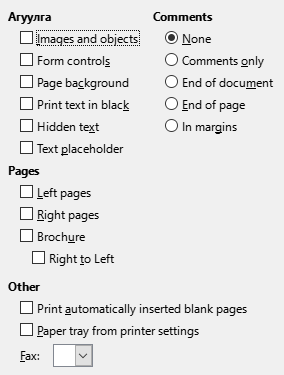 Агуулга
Images and objects
Form controls
Page background
Print text in black
Hidden text
Text placeholder
Comments
None
Comments only
End of document
End of page
In margins
Pages
Left pages
Right pages
Brochure
Right to Left
Other
Print automatically inserted blank pages
Paper tray from printer settings
Fax: